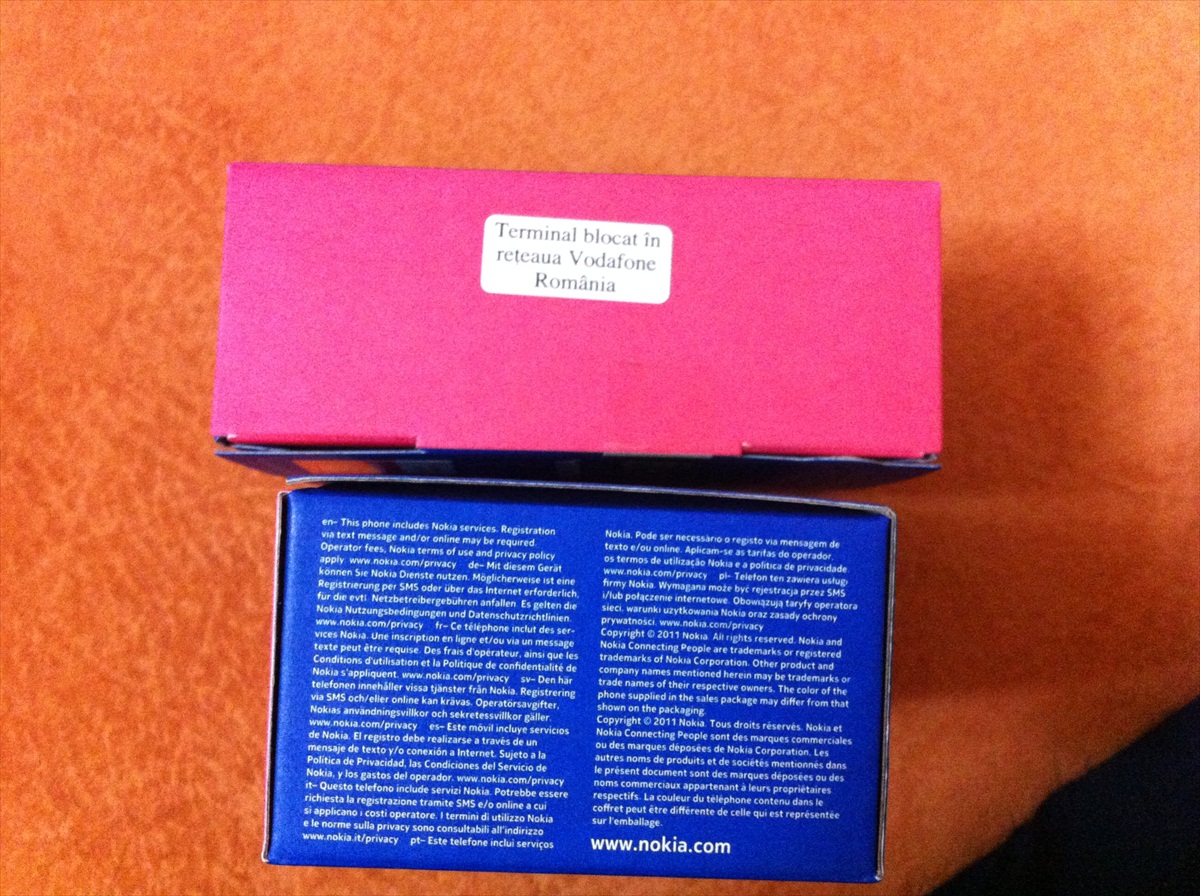 Terminal blocat în
rețeaua Vodafone
România
en– This phone includes Nokia services. Registration
via text message and/or online may be required.
Operator fees, Nokia terms of use and privacy policy
apply. www.nokia.com/privacy de– Mit diesem Gerät
können Sie Nokia Dienste nutzen. Möglicherweise ist eine
Registrierung per SMS oder über das Internet erforderlich,
für die evtl. Netzbetreibergebühren anfallen. Es gelten die
Nokia Nutzungsbedingungen und Datenschutzrichtlinien.
www.nokia.com/privacy fr– Ce téléphone inclut des ser-
vices Nokia. Une inscription en ligne et/ou via un message
texte peut être requise. Des frais d'opérateur, ainsi que les
Conditions d'utilisation et la Politique de confidentialité de
Nokia s'appliquent. www.nokia.com/privacy sv– Den här
telefonen innehåller vissa tjänster från Nokia. Registrering
via SMS och/eller online kan krävas. Operatörsavgifter,
Nokias användningsvillkor och sekretessvillkor gäller.
www.nokia.com/privacy es– Este móvil incluye servicios
de Nokia. El registro debe realizarse a través de un
mensaje de texto y/o conexión a Internet. Sujeto a la
Política de Privacidad, las Condiciones del Servicio de
Nokia, y los gastos del operador. www.nokia.com/privacy
it– Questo telefono include servizi Nokia. Potrebbe essere
richiesta la registrazione tramite SMS e/o online a cui
si applicano i costi operatore. I termini di utilizzo Nokia
e le norme sulla privacy sono consultabili all'indirizzo
www.nokia.it/privacy pt– Este telefone inclui serviços
Nokia. Pode ser necessário o registo via mensagem de
texto e/ou online. Aplicam-se as tarifas do operador,
os termos de utilização Nokia e a política de privacidade.
www.nokia.com/privacy pl– Telefon ten zawiera usługi
firmy Nokia. Wymagana może być rejestracja przez SMS
i/lub połączenie internetowe. Obowiązują taryfy operatora
sieci, warunki użytkowania Nokia oraz zasady ochrony
prywatności. www.nokia.com/privacy
Copyright © 2011 Nokia. All rights reserved. Nokia and
Nokia Connecting People are trademarks or registered
trademarks of Nokia Corporation. Other product and
company names mentioned herein may be trademarks or
trade names of their respective owners. The color of the
phone supplied in the sales package may differ from that
shown on the packaging.
Copyright © 2011 Nokia. Tous droits réservés. Nokia et
Nokia Connecting People sont des marques commerciales
ou des marques déposées de Nokia Corporation. Les
autres noms de produits et de sociétés mentionnés dans
le présent document sont des marques déposées ou des
noms commerciaux appartenant à leurs propriétaires
respectifs. La couleur du téléphone contenu dans le
coffret peut être différente de celle qui est représentée
sur l'emballage.
www.nokia.com